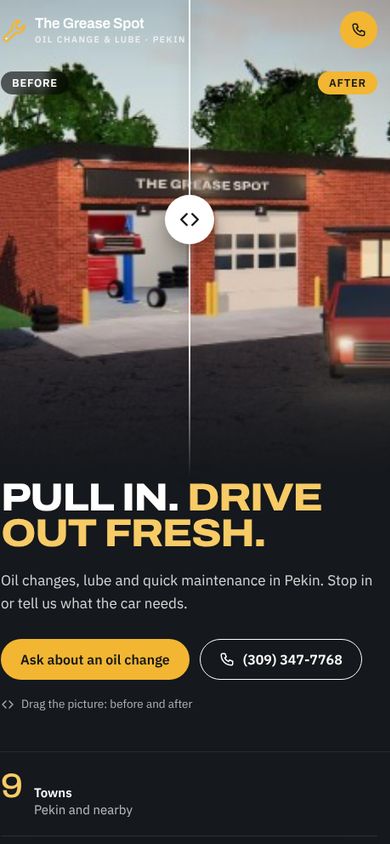 The Grease Spot
OIL CHANGE & LUBE · PEKIN
BEFORE
AFTER
THE GREASE SPOT
PULL IN. DRIVE
OUT FRESH.
Oil changes, lube and quick maintenance in Pekin. Stop in
or tell us what the car needs.
Ask about an oil change
(309) 347-7768
Drag the picture: before and after
9
Towns
Pekin and nearby